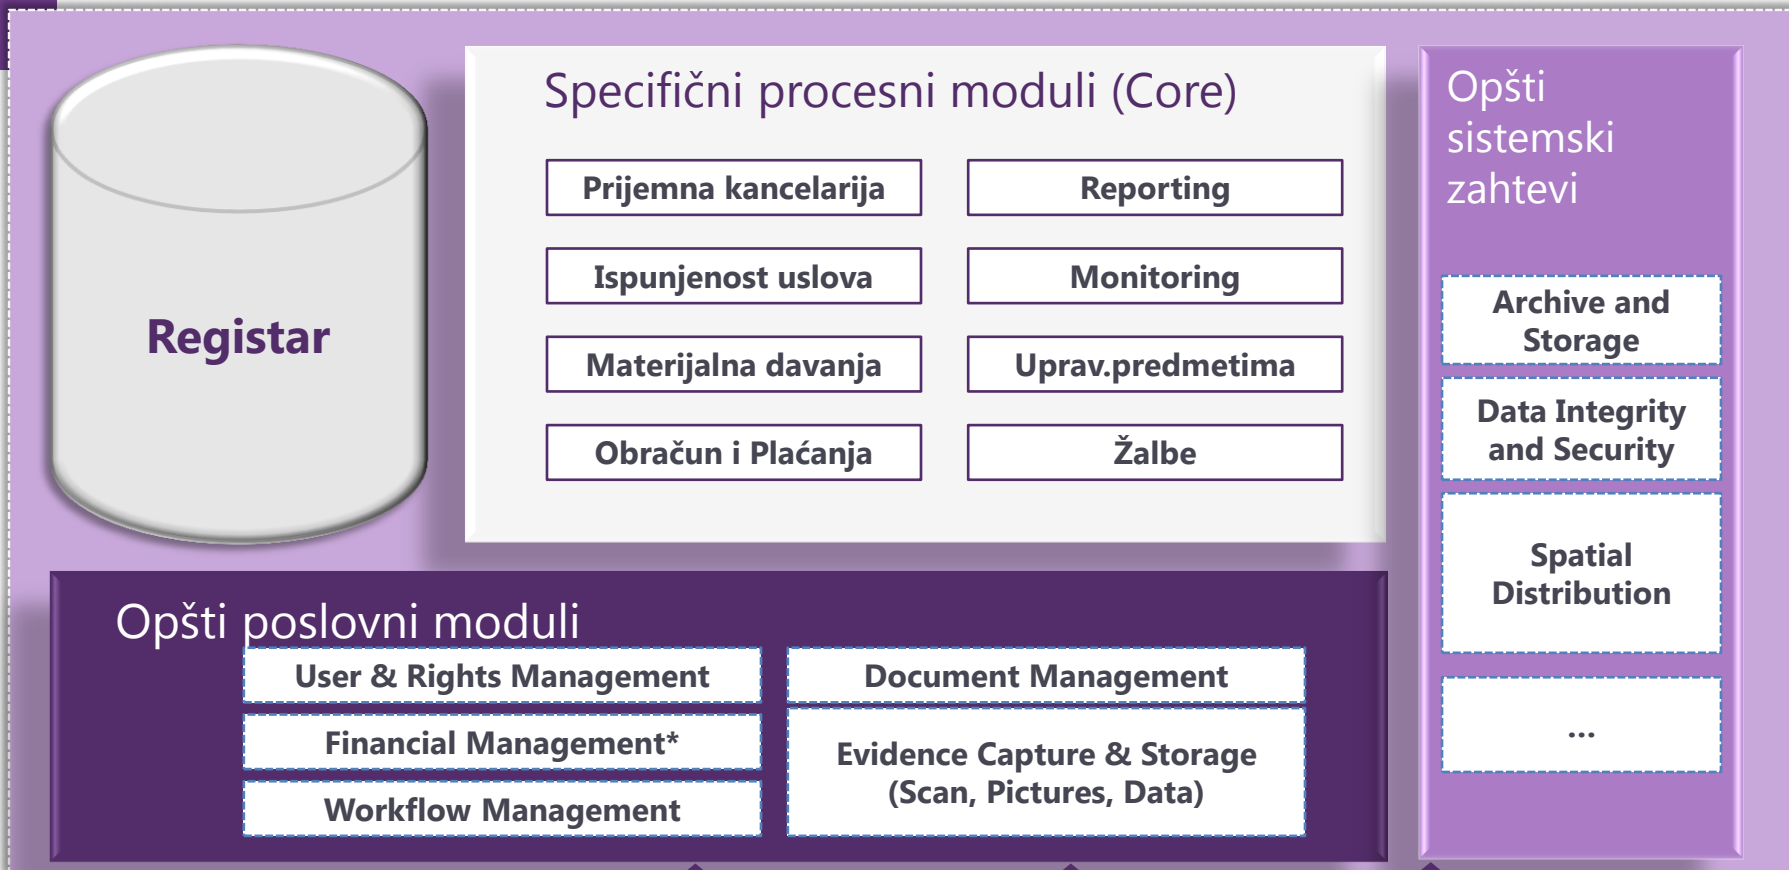 Registar
Specifični procesni moduli (Core)
Prijemna kancelarija
Reporting
Ispunjenost uslova
Monitoring
Materijalna davanja
Uprav.predmetima
Obračun i Plaćanja
Žalbe
Opšti
sistemski
zahtevi
Archive and
Storage
Data Integrity
and Security
Spatial
Distribution
...
Opšti poslovni moduli
User & Rights Management
Document Management
Financial Management*
Evidence Capture & Storage
(Scan, Pictures, Data)
Workflow Management